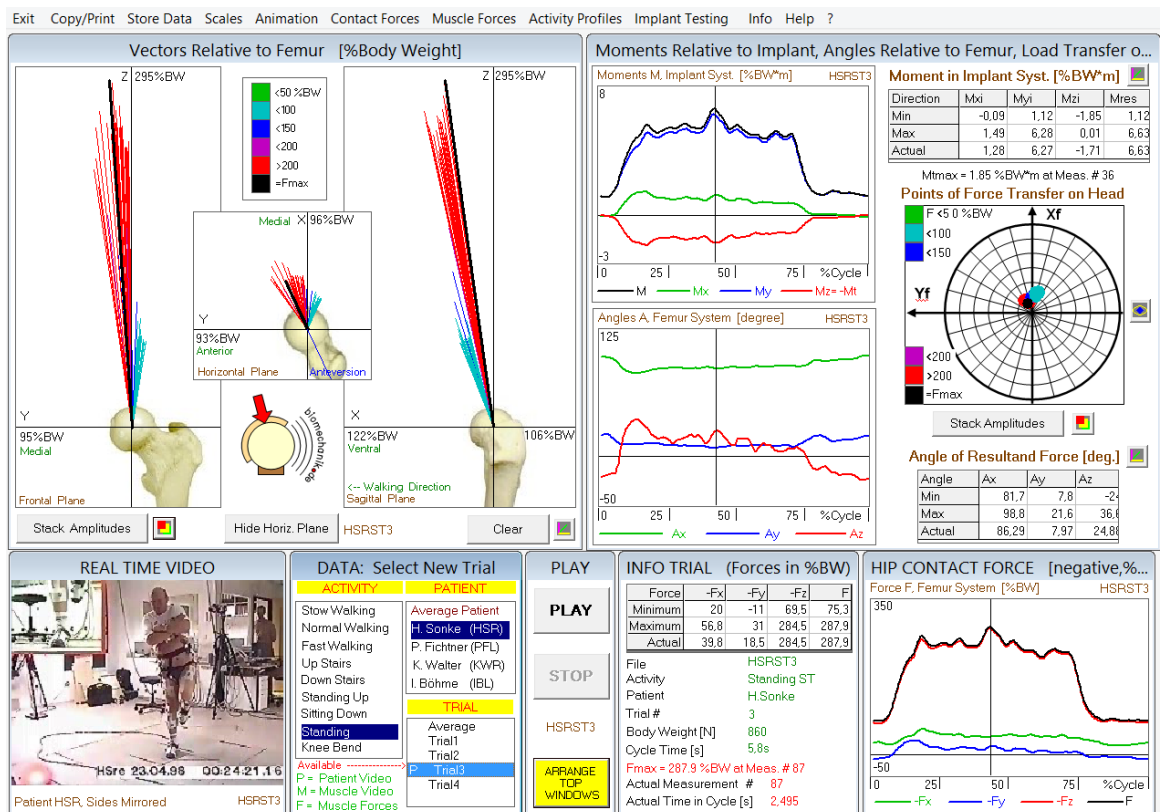 Exit Copy/Print Store Data Scales Animation Contact Forces Muscle Forces Activity Profiles Implant Testing Info Help ?
Vectors Relative to Femur [%Body Weight]
Z 295%BW
<50 %BW
<100
<150
<200
>200
=Fmax
Z 295%BW
Medial X 96%BW
Y
93%BW
Anterior
Horizontal Plane Anteversion
Y
95%BW
Medial
Frontal Plane
biomechanik.de
X
122%BW 106%BW
Ventral
<-- Walking Direction
Sagittal Plane
Stack Amplitudes Hide Horiz. Plane HSRST3 Clear
Moments Relative to Implant, Angles Relative to Femur, Load Transfer o...
Moments M, Implant Syst. [%BW*m] HSRST3
8
-3
0 25 50 75 %Cycle
M Mx My Mz= -Mt
Angles A, Femur System [degree] HSRST3
125
-50
0 25 50 75 %Cycle
Ax Ay Az
Moment in Implant Syst. [%BW*m]
Direction Mxi Myi Mzi Mres
Min -0,09 1,12 -1,85 1,12
Max 1,49 6,28 0,01 6,63
Actual 1,28 6,27 -1,71 6,63
Mtmax = 1.85 %BW*m at Meas. # 36
Points of Force Transfer on Head
F <5 0 %BW
<100
<150
Xf
Yf
<200
>200
=Fmax
Stack Amplitudes
Angle of Resultand Force [deg.]
Angle Ax Ay Az
Min 81,7 7,8 -24
Max 98,8 21,6 36,6
Actual 86,29 7,97 24,88
REAL TIME VIDEO
HSre 23.04.98 00:24:21.16
Patient HSR, Sides Mirrored HSRST3
DATA: Select New Trial
ACTIVITY
Stow Walking
Normal Walking
Fast Walking
Up Stairs
Down Stairs
Standing Up
Sitting Down
Standing
Knee Bend
Available ------------>
P = Patient Video
M = Muscle Video
F = Muscle Forces
PATIENT
Average Patient
H. Sonke (HSR)
P. Fichtner (PFL)
K. Walter (KWR)
I. Böhme (IBL)
TRIAL
Average
Trial1
Trial2
P Trial3
Trial4
PLAY
PLAY
STOP
HSRST3
ARRANGE
TOP
WINDOWS
INFO TRIAL (Forces in %BW)
Force -Fx -Fy -Fz F
Minimum 20 -11 69,5 75,3
Maximum 56,8 31 284,5 287,9
Actual 39,8 18,5 284,5 287,9
File HSRST3
Activity Standing ST
Patient H.Sonke
Trial # 3
Body Weight [N] 860
Cycle Time [s] 5,8s
Fmax = 287.9 %BW at Meas. # 87
Actual Measurement # 87
Actual Time in Cycle [s] 2,495
HIP CONTACT FORCE [negative,%...
Force F, Femur System [%BW] HSRST3
350
-50
0 25 50 75 %Cycle
-Fx -Fy -Fz F